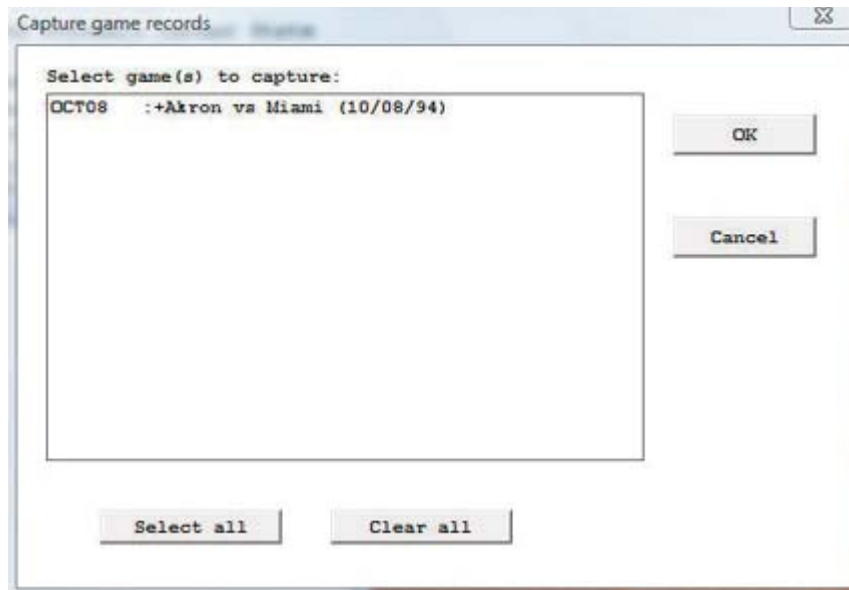 Capture game records
Select game(s) to capture:
OCT08 :+Akron vs Miami (10/08/94)
OK
Cancel
Select all Clear all